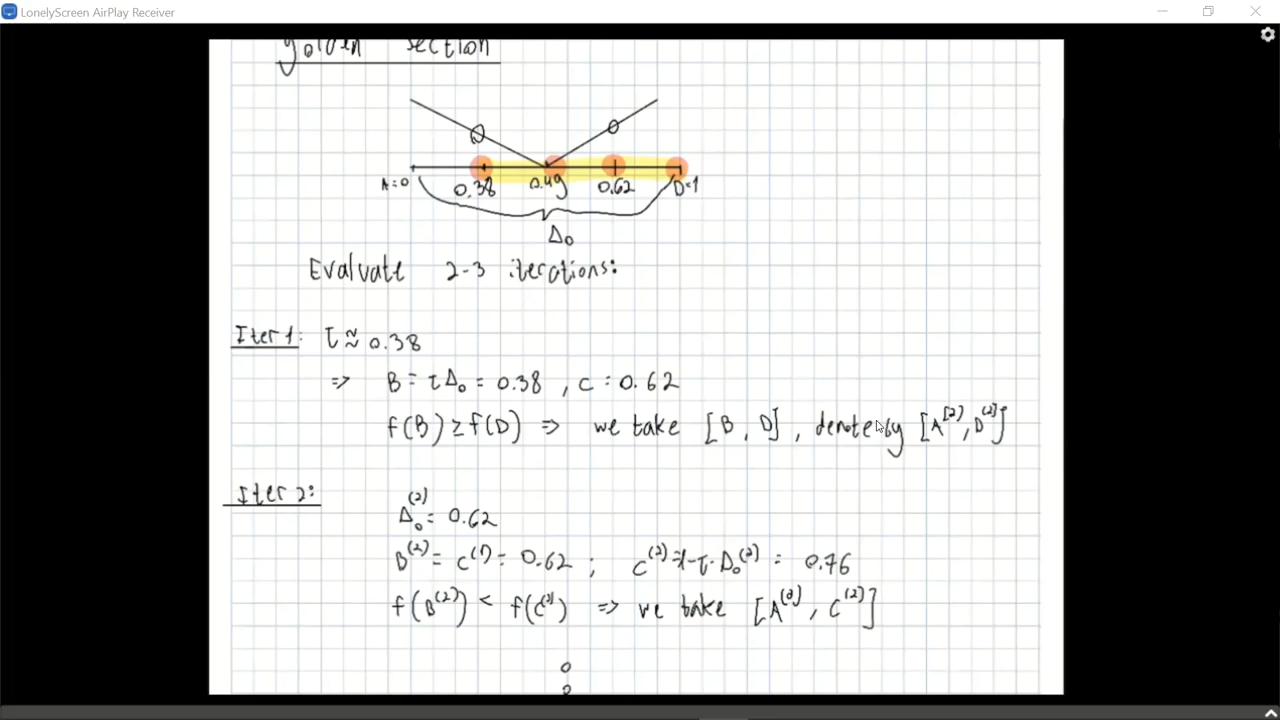 LonelyScreen AirPlay Receiver
golden section
A=0 0.38 0.49 0.62 D=1
Δ₀
Evaluate 2-3 iterations:
Iter 1: τ ≈ 0.38
=> B = τΔ₀ = 0.38 , C = 0.62
f(B) ≥ f(D) => we take [B , D] , denote by [A⁽²⁾, D⁽²⁾]
Iter 2:
Δ₀⁽²⁾ = 0.62
B⁽²⁾ = C⁽¹⁾ = 0.62 ; C⁽²⁾ = 1-τ·Δ₀⁽²⁾ = 0.76
f(B⁽²⁾) < f(C⁽²⁾) => we take [A⁽²⁾, C⁽²⁾]